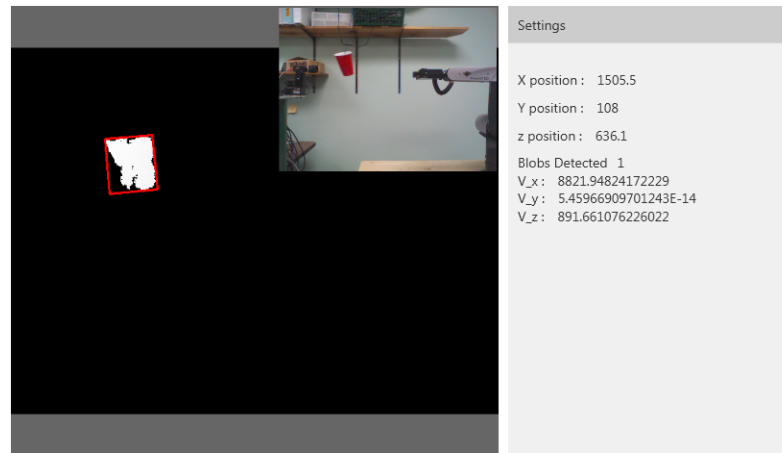 Settings
X position :   1505.5
Y position :   108
z position :   636.1
Blobs Detected   1
V_x :   8821.94824172229
V_y :   5.45966909701243E-14
V_z :   891.661076226022